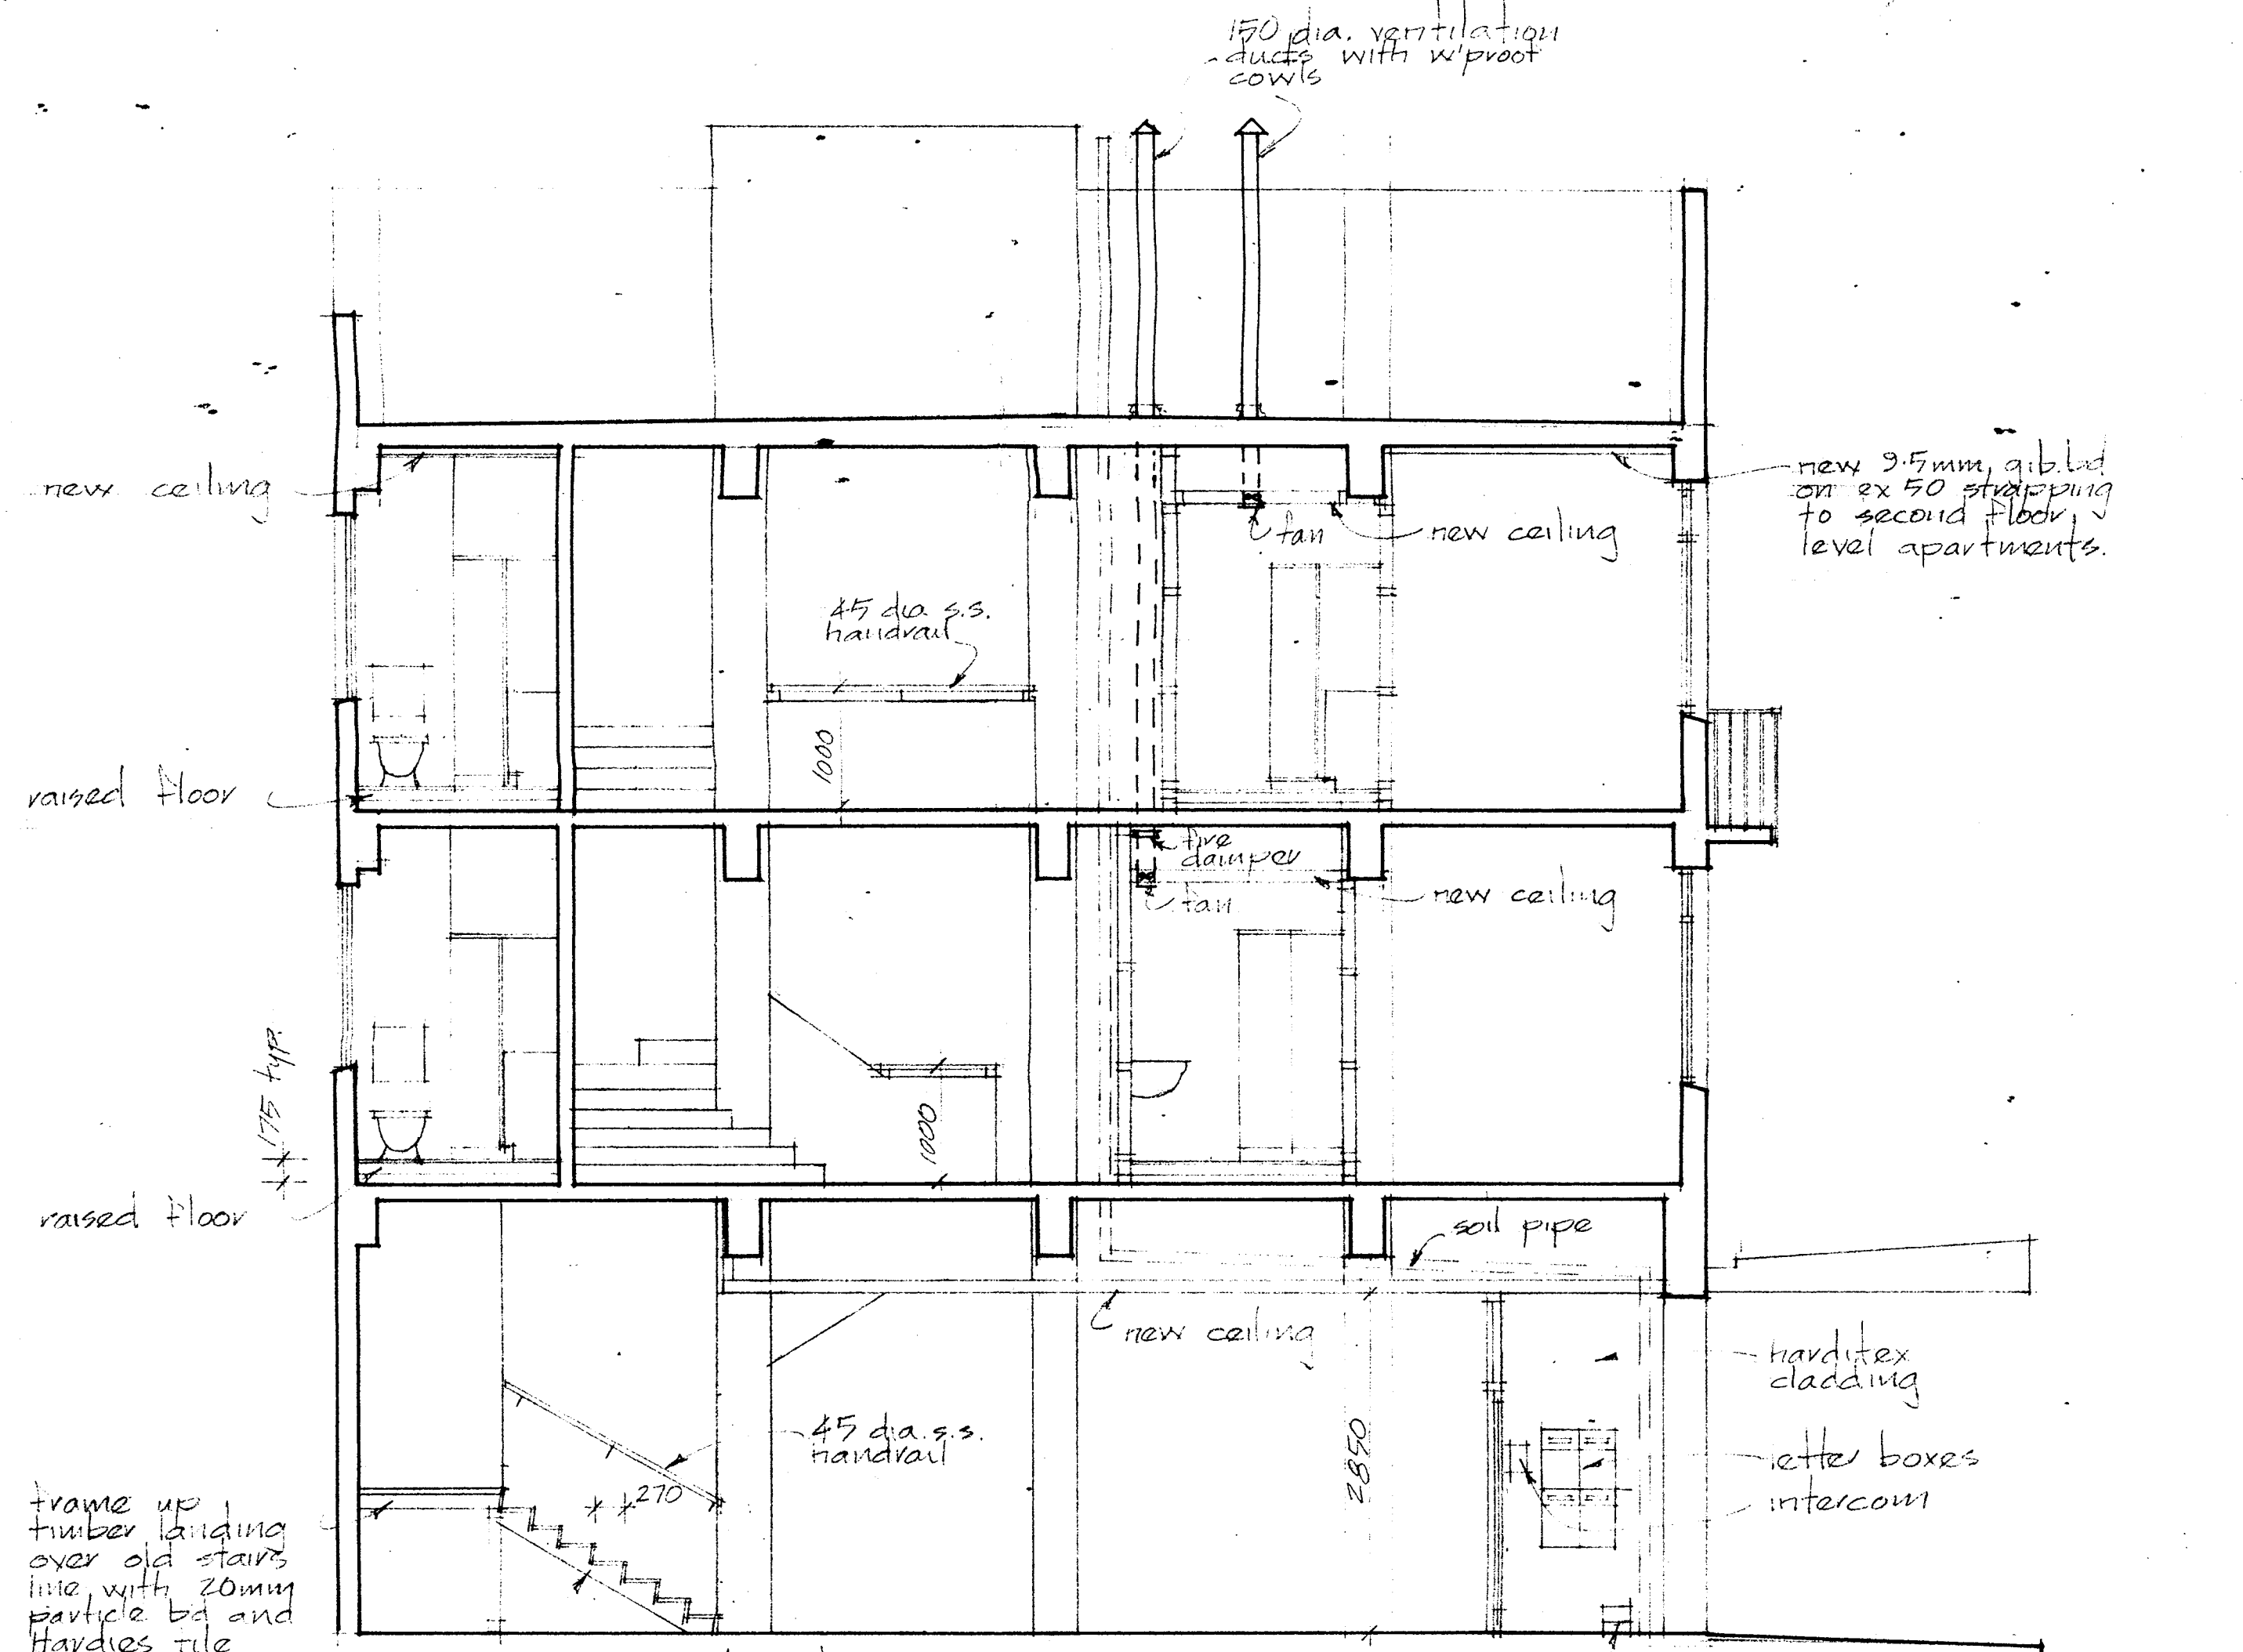 150 dia. ventilation
ducts with w'proof
cowls
new ceiling
new 9.5mm gib.bd
on ex 50 strapping
to second floor
level apartments.
fan
new ceiling
45 dia s.s.
handrail
1000
raised floor
fire
damper
fan
new ceiling
175 typ.
1000
raised floor
soil pipe
new ceiling
harditex
cladding
45 dia. s.s.
handrail
2850
270
letter boxes
intercom
frame up
timber landing
over old stairs
line with 20mm
particle bd and
Hardies tile